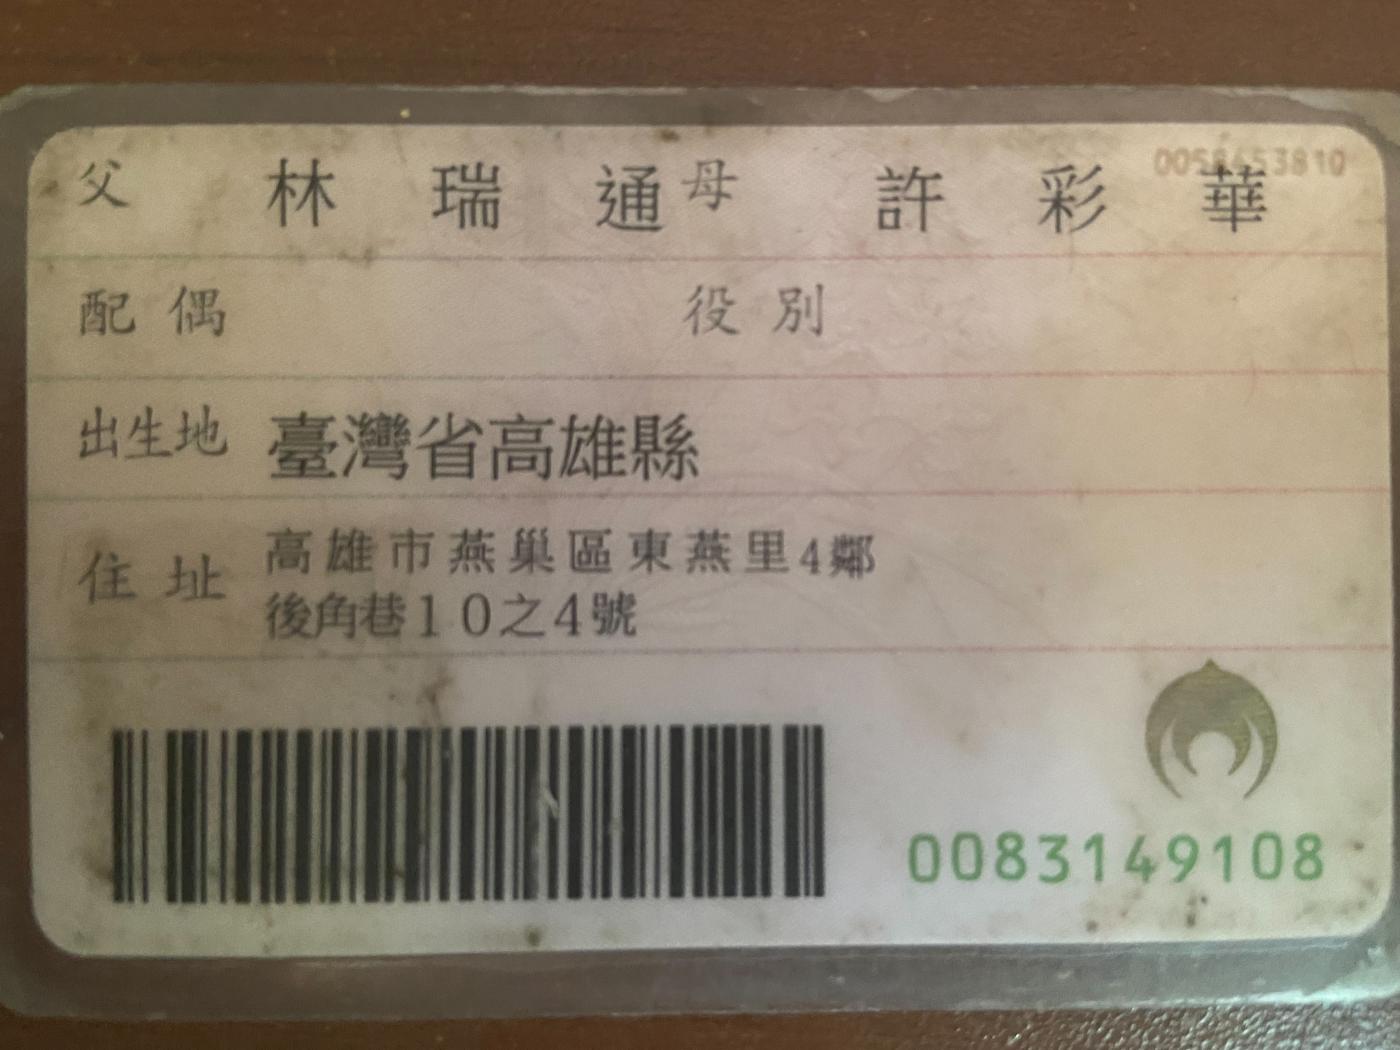 父 林瑞通 母 許彩華
配偶 役別
出生地 臺灣省高雄縣
住址 高雄市燕巢區東燕里4鄰
後角巷10之4號
0083149108